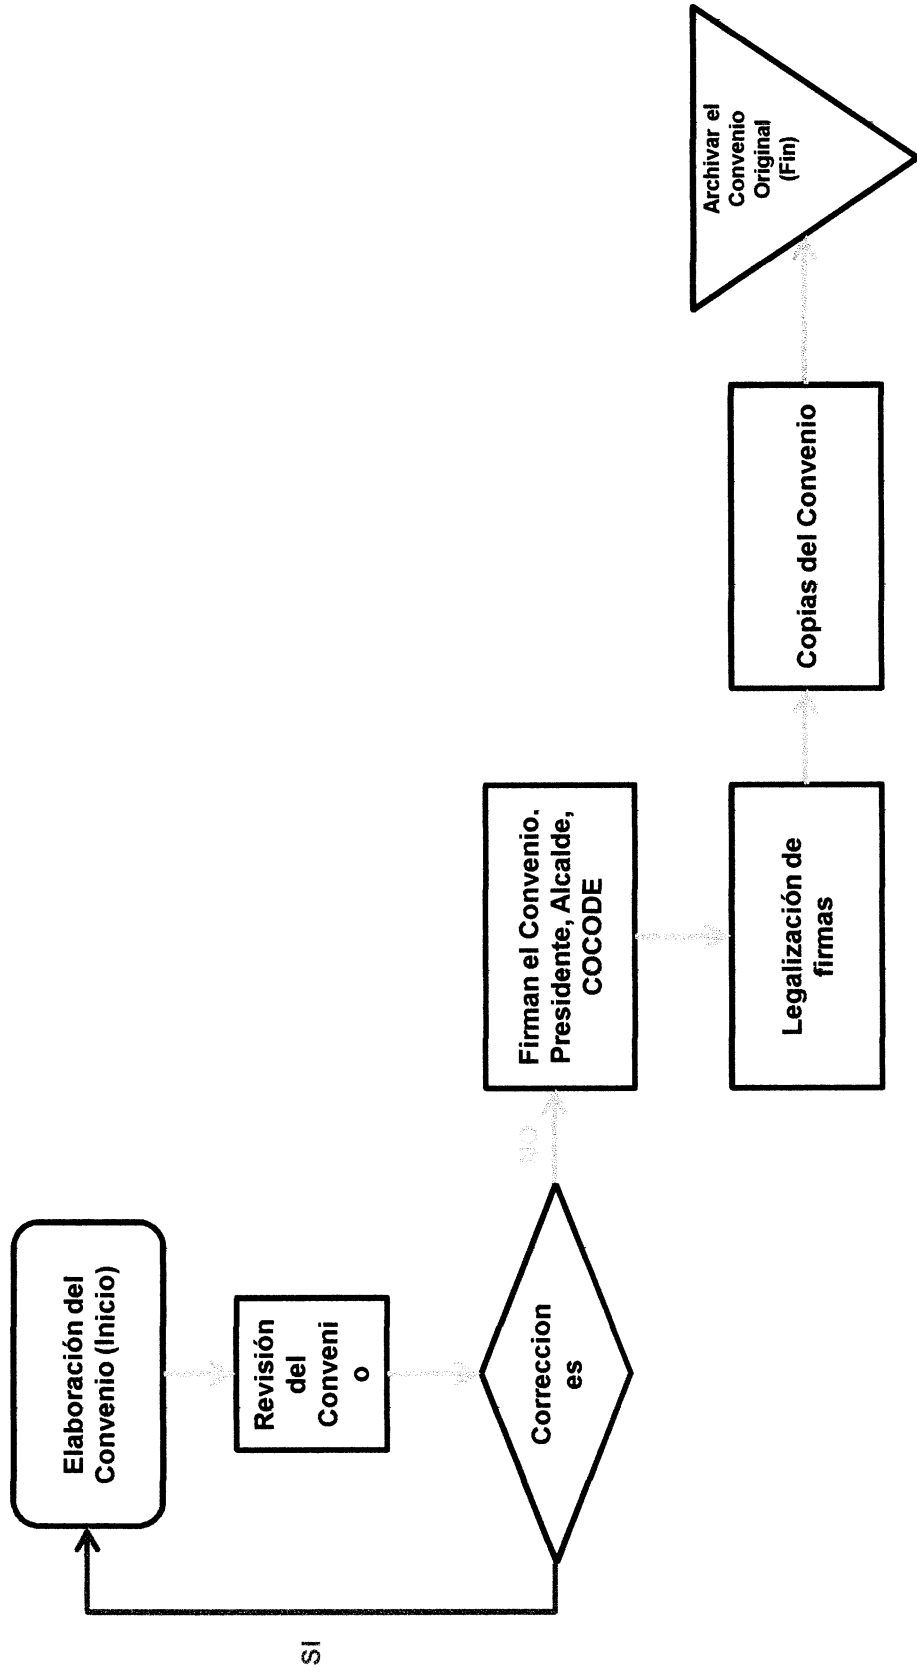 Elaboración del
Convenio (Inicio)
Revisión
del
Conveni
o
Correccion
es
SI
NO
Firman el Convenio.
Presidente, Alcalde,
COCODE
Legalización de
firmas
Copias del Convenio
Archivar el
Convenio
Original
(Fin)